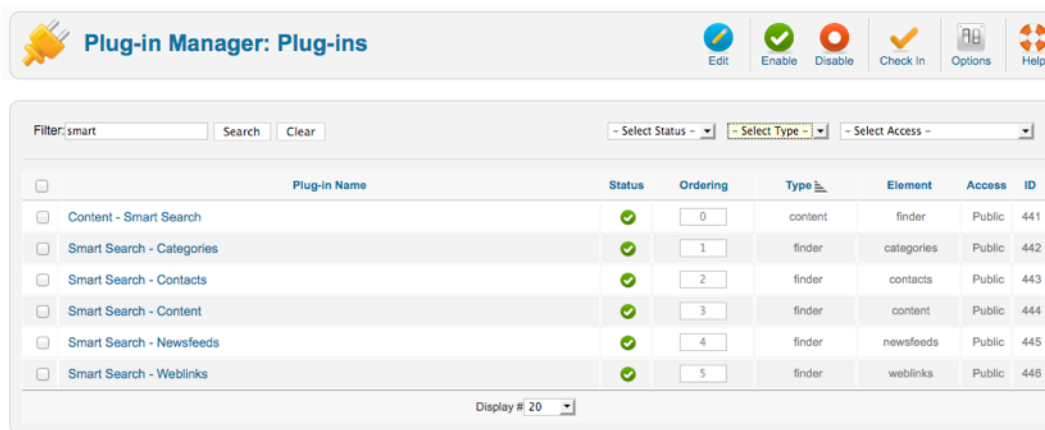 Plug-in Manager: Plug-ins
Edit Enable Disable Check In Options Help
Filter: smart Search Clear - Select Status - - Select Type - - Select Access -
Plug-in Name Status Ordering Type Element Access ID
Content - Smart Search 0 content finder Public 441
Smart Search - Categories 1 finder categories Public 442
Smart Search - Contacts 2 finder contacts Public 443
Smart Search - Content 3 finder content Public 444
Smart Search - Newsfeeds 4 finder newsfeeds Public 445
Smart Search - Weblinks 5 finder weblinks Public 446
Display # 20